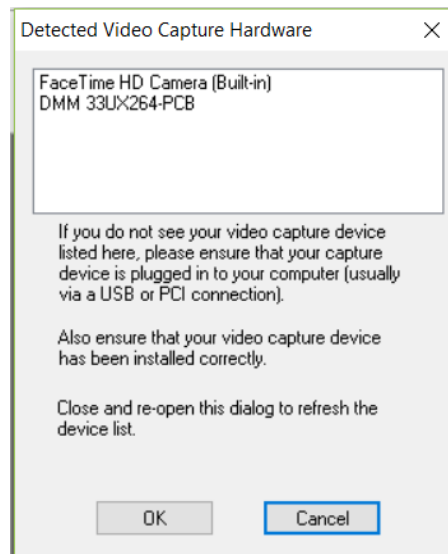 Detected Video Capture Hardware
FaceTime HD Camera (Built-in)
DMM 33UX264-PCB
If you do not see your video capture device
listed here, please ensure that your capture
device is plugged in to your computer (usually
via a USB or PCI connection).
Also ensure that your video capture device
has been installed correctly.
Close and re-open this dialog to refresh the
device list.
OK
Cancel